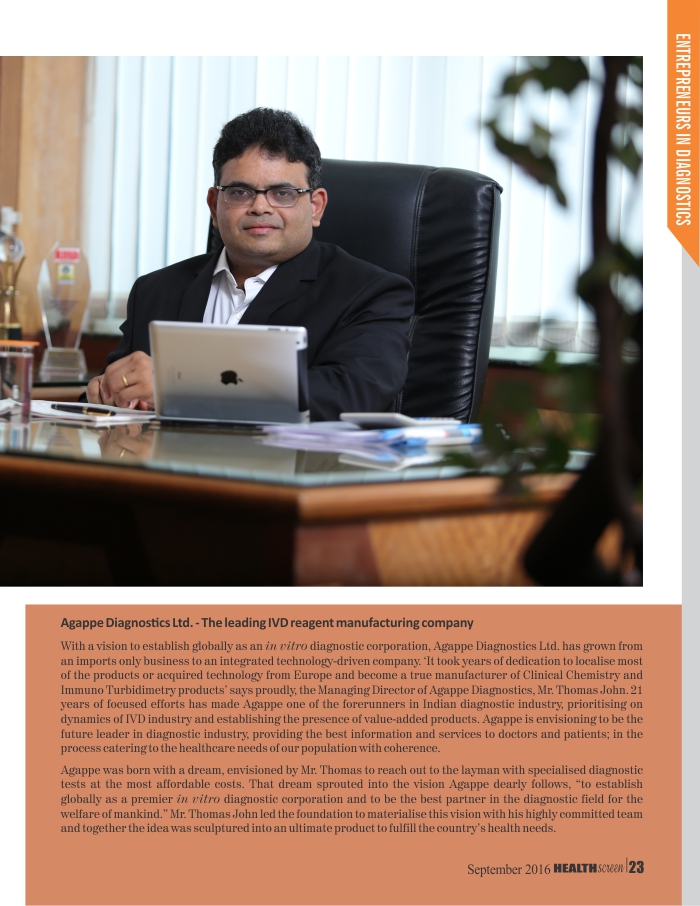 ENTREPRENEURS IN DIAGNOSTICS
Agappe Diagnostics Ltd. - The leading IVD reagent manufacturing company
With a vision to establish globally as an in vitro diagnostic corporation, Agappe Diagnostics Ltd. has grown from
an imports only business to an integrated technology-driven company. ‘It took years of dedication to localise most
of the products or acquired technology from Europe and become a true manufacturer of Clinical Chemistry and
Immuno Turbidimetry products’ says proudly, the Managing Director of Agappe Diagnostics, Mr. Thomas John. 21
years of focused efforts has made Agappe one of the forerunners in Indian diagnostic industry, prioritising on
dynamics of IVD industry and establishing the presence of value-added products. Agappe is envisioning to be the
future leader in diagnostic industry, providing the best information and services to doctors and patients; in the
process catering to the healthcare needs of our population with coherence.
Agappe was born with a dream, envisioned by Mr. Thomas to reach out to the layman with specialised diagnostic
tests at the most affordable costs. That dream sprouted into the vision Agappe dearly follows, “to establish
globally as a premier in vitro diagnostic corporation and to be the best partner in the diagnostic field for the
welfare of mankind.” Mr. Thomas John led the foundation to materialise this vision with his highly committed team
and together the idea was sculptured into an ultimate product to fulfill the country’s health needs.
September 2016 HEALTHscreen|23